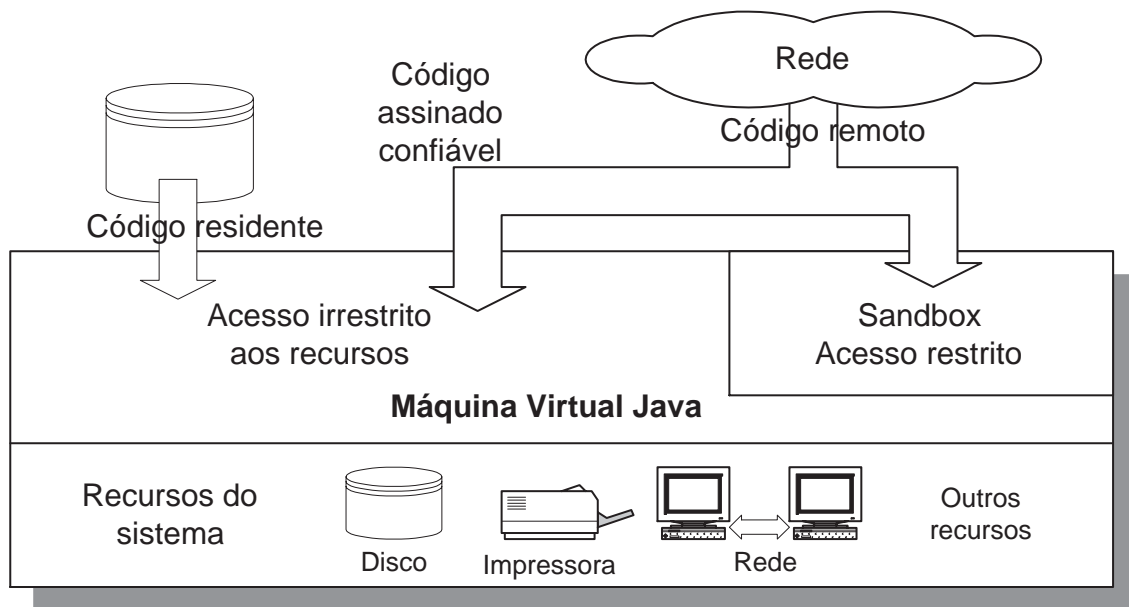 Rede
Código
assinado
confiável
Código remoto
Código residente
Acesso irrestrito
aos recursos
Sandbox
Acesso restrito
Máquina Virtual Java
Recursos do
sistema
Disco
Impressora
Rede
Outros
recursos